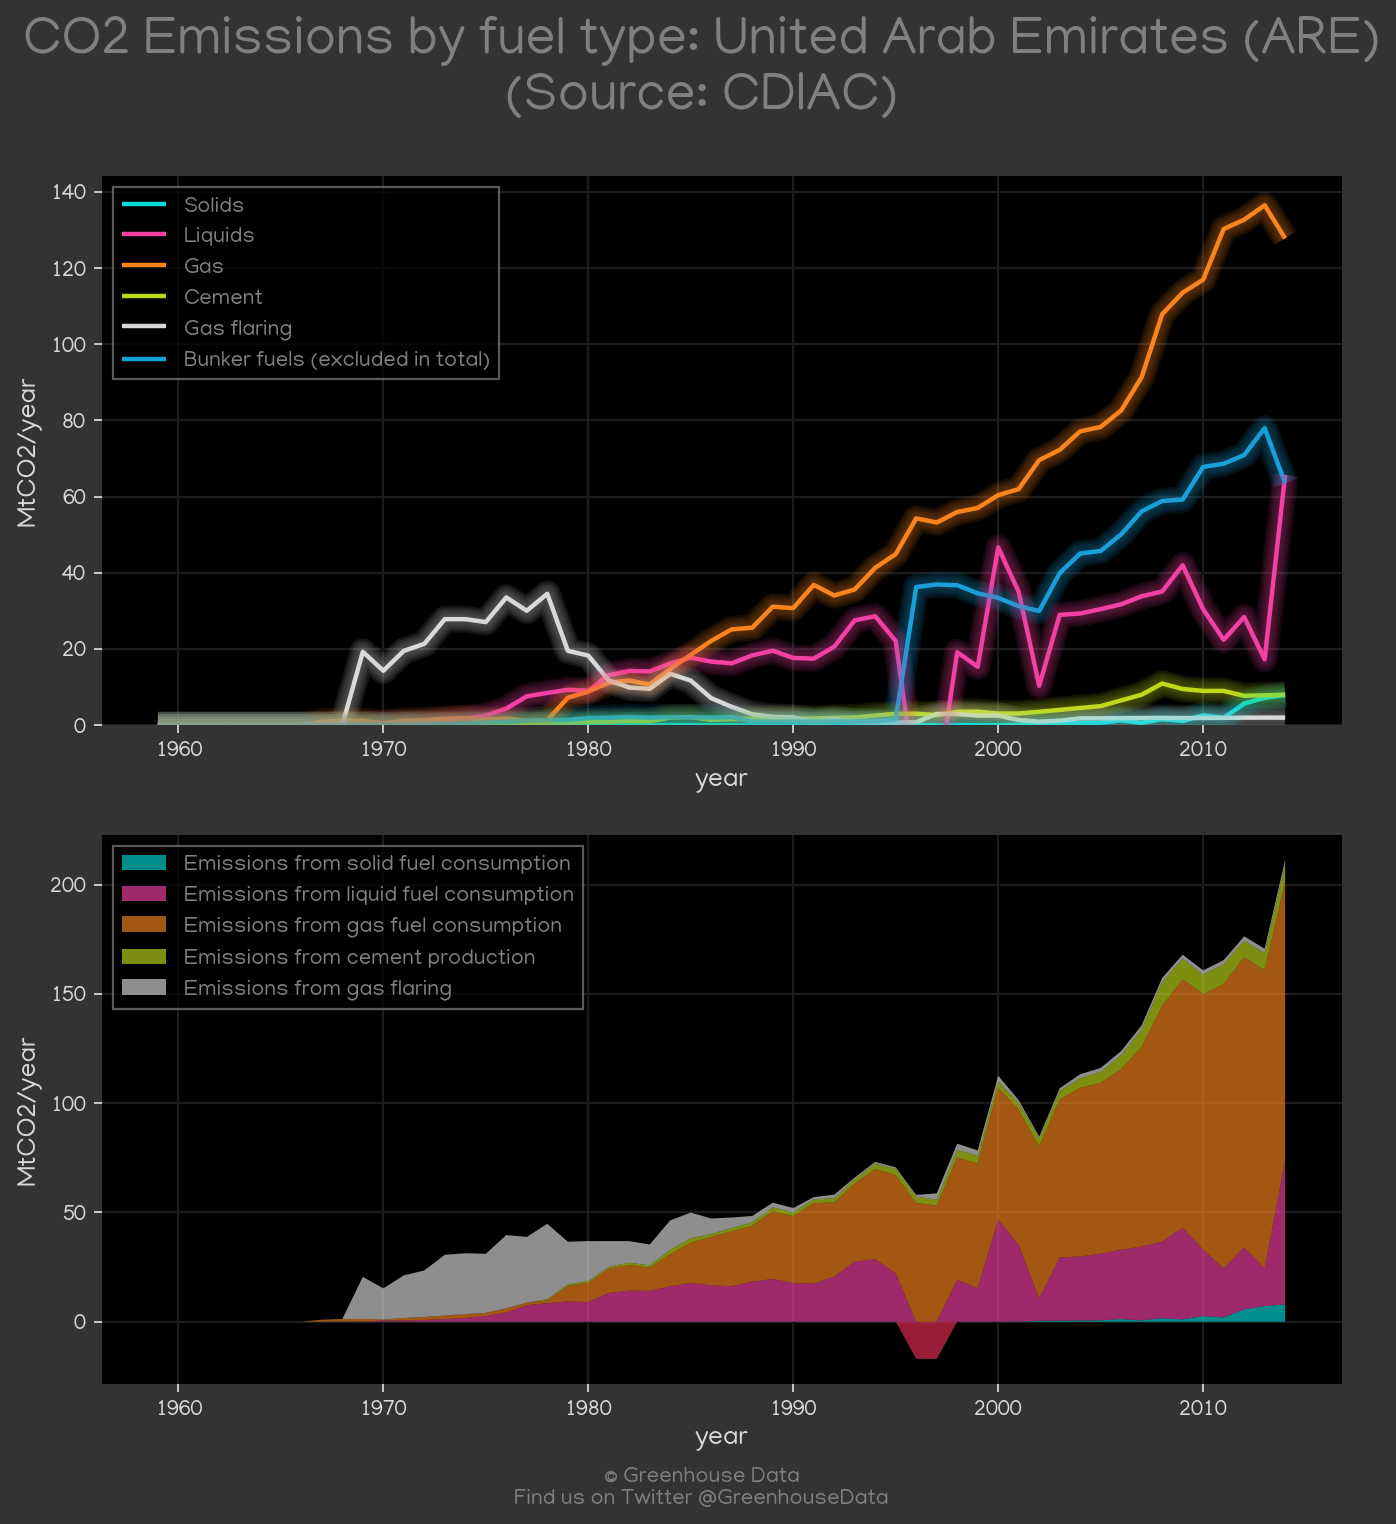 CO2 Emissions by fuel type: United Arab Emirates (ARE)
(Source: CDIAC)
140
120
100
80
60
40
20
0
MtCO2/year
Solids
Liquids
Gas
Cement
Gas flaring
Bunker fuels (excluded in total)
1960
1970
1980
1990
2000
2010
year
200
150
100
50
0
MtCO2/year
Emissions from solid fuel consumption
Emissions from liquid fuel consumption
Emissions from gas fuel consumption
Emissions from cement production
Emissions from gas flaring
1960
1970
1980
1990
2000
2010
year
© Greenhouse Data
Find us on Twitter @GreenhouseData